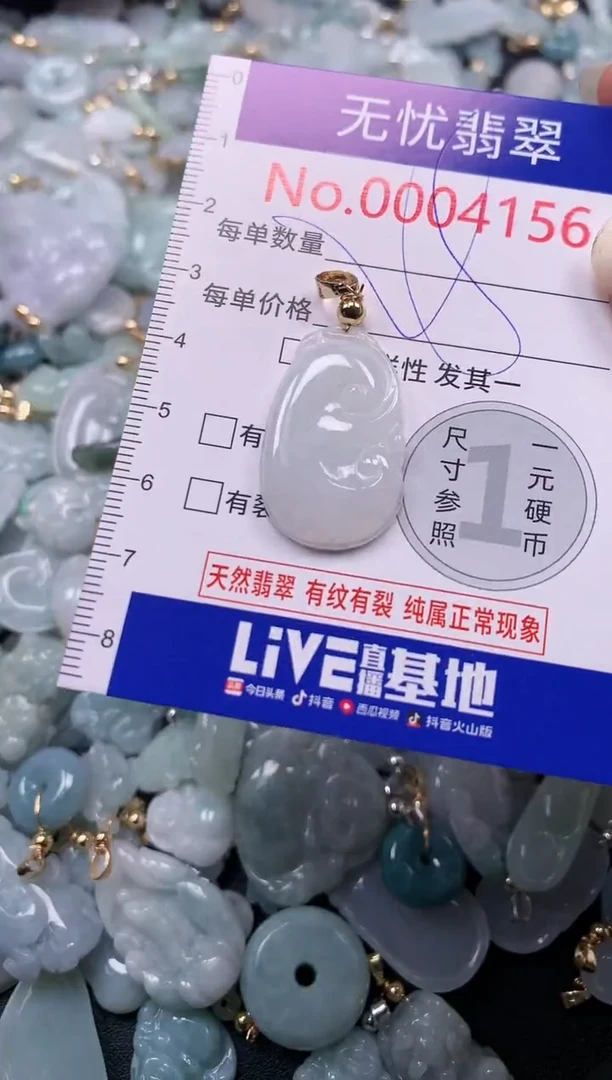 0
无忧翡翠
1
No.0004156
2
每单数量
3
每单价格
4
性 发其一
5
有
尺寸参照
1
一元硬币
6
有裂
7
天然翡翠 有纹有裂 纯属正常现象
8
LiVE直播基地
头条 今日头条 抖音 西瓜视频 抖音火山版